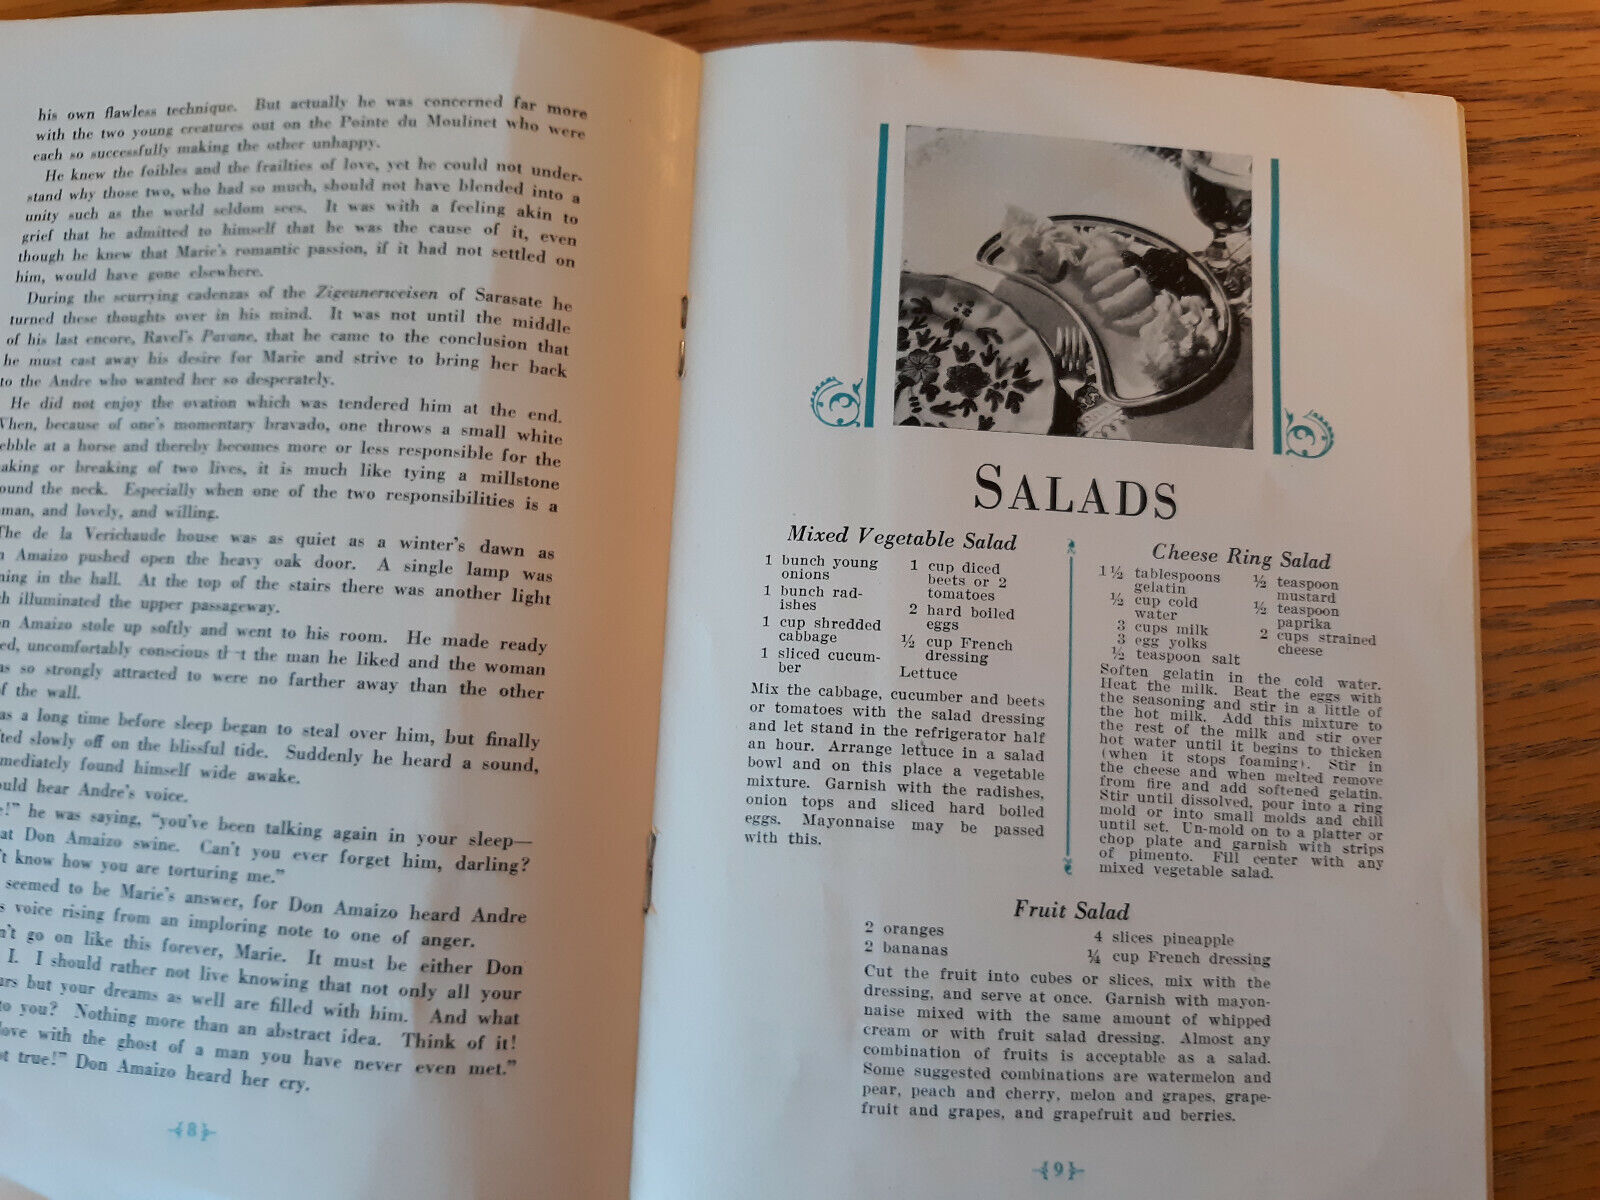 his own flawless technique. But actually he was concerned far more
with the two young creatures out on the Pointe du Moulinet who were
each so successfully making the other unhappy.
He knew the foibles and the frailties of love, yet he could not under-
stand why those two, who had so much, should not have blended into a
unity such as the world seldom sees. It was with a feeling akin to
grief that he admitted to himself that he was the cause of it, even
though he knew that Marie's romantic passion, if it had not settled on
him, would have gone elsewhere.
During the scurrying cadenzas of the Zigeunerweisen of Sarasate he
turned these thoughts over in his mind. It was not until the middle
of his last encore, Ravel's Pavane, that he came to the conclusion that
he must cast away his desire for Marie and strive to bring her back
to the Andre who wanted her so desperately.
He did not enjoy the ovation which was tendered him at the end.
When, because of one's momentary bravado, one throws a small white
ebble at a horse and thereby becomes more or less responsible for the
aking or breaking of two lives, it is much like tying a millstone
ound the neck. Especially when one of the two responsibilities is a
man, and lovely, and willing.
The de la Verichaude house was as quiet as a winter's dawn as
n Amaizo pushed open the heavy oak door. A single lamp was
ning in the hall. At the top of the stairs there was another light
h illuminated the upper passageway.
n Amaizo stole up softly and went to his room. He made ready
ed, uncomfortably conscious that the man he liked and the woman
as so strongly attracted to were no farther away than the other
f the wall.
as a long time before sleep began to steal over him, but finally
ted slowly off on the blissful tide. Suddenly he heard a sound,
mediately found himself wide awake.
ould hear Andre's voice.
e!" he was saying, "you've been talking again in your sleep—
at Don Amaizo swine. Can't you ever forget him, darling?
't know how you are torturing me."
seemed to be Marie's answer, for Don Amaizo heard Andre
s voice rising from an imploring note to one of anger.
n't go on like this forever, Marie. It must be either Don
I. I should rather not live knowing that not only all your
urs but your dreams as well are filled with him. And what
to you? Nothing more than an abstract idea. Think of it!
love with the ghost of a man you have never even met."
ot true!" Don Amaizo heard her cry.
8
SALADS
Mixed Vegetable Salad
1 bunch young
onions
1 bunch rad-
ishes
1 cup shredded
cabbage
1 sliced cucum-
ber
1 cup diced
beets or 2
tomatoes
2 hard boiled
eggs
½ cup French
dressing
Lettuce
Mix the cabbage, cucumber and beets
or tomatoes with the salad dressing
and let stand in the refrigerator half
an hour. Arrange lettuce in a salad
bowl and on this place a vegetable
mixture. Garnish with the radishes,
onion tops and sliced hard boiled
eggs. Mayonnaise may be passed
with this.
Cheese Ring Salad
1½ tablespoons
gelatin
½ cup cold
water
3 cups milk
3 egg yolks
½ teaspoon salt
½ teaspoon
mustard
½ teaspoon
paprika
2 cups strained
cheese
Soften gelatin in the cold water.
Heat the milk. Beat the eggs with
the seasoning and stir in a little of
the hot milk. Add this mixture to
the rest of the milk and stir over
hot water until it begins to thicken
(when it stops foaming). Stir in
the cheese and when melted remove
from fire and add softened gelatin.
Stir until dissolved, pour into a ring
mold or into small molds and chill
until set. Un-mold on to a platter or
chop plate and garnish with strips
of pimento. Fill center with any
mixed vegetable salad.
Fruit Salad
2 oranges
2 bananas
4 slices pineapple
¼ cup French dressing
Cut the fruit into cubes or slices, mix with the
dressing, and serve at once. Garnish with mayon-
naise mixed with the same amount of whipped
cream or with fruit salad dressing. Almost any
combination of fruits is acceptable as a salad.
Some suggested combinations are watermelon and
pear, peach and cherry, melon and grapes, grape-
fruit and grapes, and grapefruit and berries.
9